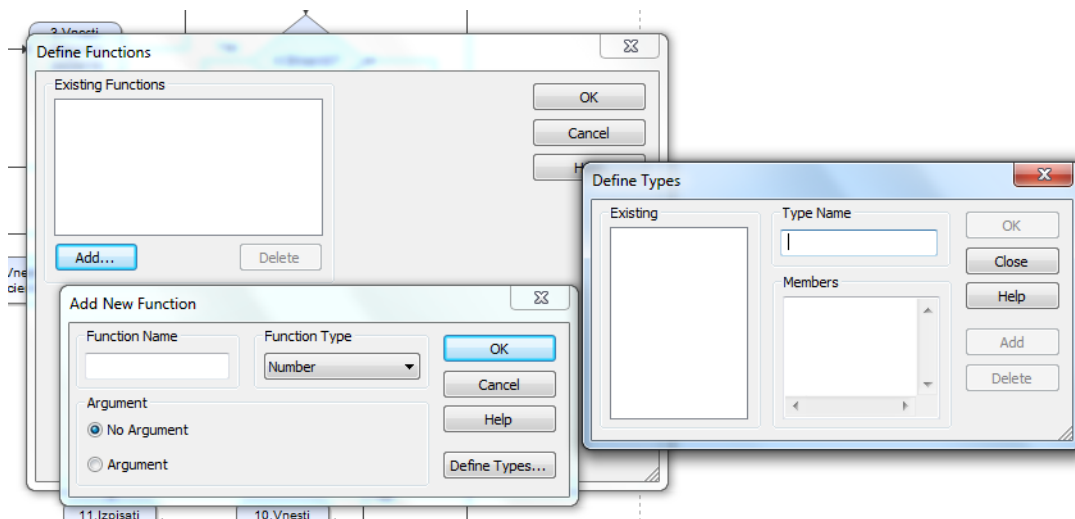 3.Vnesti
Define Functions
Existing Functions
OK
Cancel
Add...
Delete
Add New Function
Function Name
Function Type
Number
OK
Cancel
Help
Argument
No Argument
Argument
Define Types...
Define Types
Existing
Type Name
Members
OK
Close
Help
Add
Delete
11.Izpisati
10.Vnesti